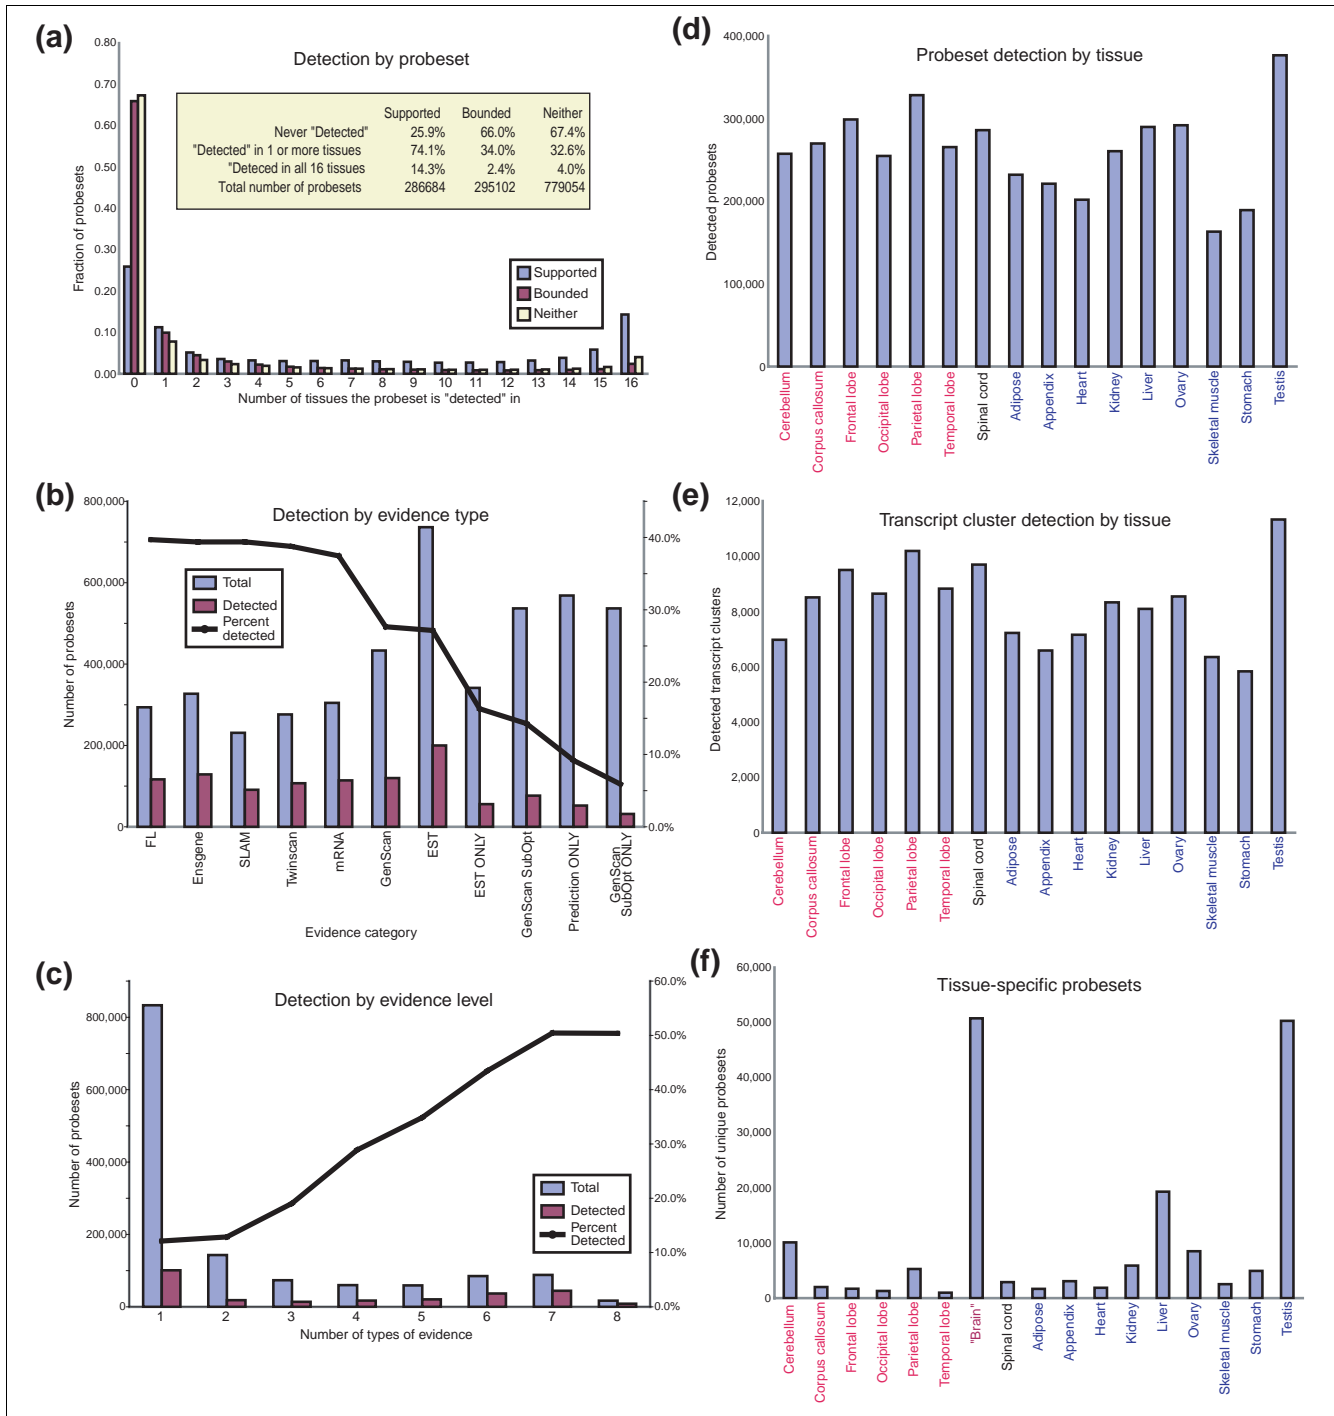 (a)
Detection by probeset
0.80
0.70
0.60
0.50
0.40
0.30
0.20
0.10
0.00
Fraction of probesets
Supported Bounded Neither
Never "Detected" 25.9% 66.0% 67.4%
"Detected" in 1 or more tissues 74.1% 34.0% 32.6%
"Deteced in all 16 tissues 14.3% 2.4% 4.0%
Total number of probesets 286684 295102 779054
Supported
Bounded
Neither
0 1 2 3 4 5 6 7 8 9 10 11 12 13 14 15 16
Number of tissues the probeset is "detected" in
(b)
Detection by evidence type
800,000
600,000
400,000
200,000
0
Number of probesets
40.0%
30.0%
20.0%
10.0%
0.0%
Total
Detected
Percent
detected
FL
Ensgene
SLAM
Twinscan
mRNA
GenScan
EST
EST ONLY
GenScan SubOpt
Prediction ONLY
GenScan
SubOpt ONLY
Evidence category
(c)
Detection by evidence level
800,000
600,000
400,000
200,000
0
Number of probesets
60.0%
50.0%
40.0%
30.0%
20.0%
10.0%
0.0%
Total
Detected
Percent
Detected
1 2 3 4 5 6 7 8
Number of types of evidence
(d)
Probeset detection by tissue
400,000
300,000
200,000
100,000
0
Detected probesets
Cerebellum
Corpus callosum
Frontal lobe
Occipital lobe
Parietal lobe
Temporal lobe
Spinal cord
Adipose
Appendix
Heart
Kidney
Liver
Ovary
Skeletal muscle
Stomach
Testis
(e)
Transcript cluster detection by tissue
12,000
10,000
8,000
6,000
4,000
2,000
0
Detected transcript clusters
Cerebellum
Corpus callosum
Frontal lobe
Occipital lobe
Parietal lobe
Temporal lobe
Spinal cord
Adipose
Appendix
Heart
Kidney
Liver
Ovary
Skeletal muscle
Stomach
Testis
(f)
Tissue-specific probesets
60,000
50,000
40,000
30,000
20,000
10,000
0
Number of unique probesets
Cerebellum
Corpus callosum
Frontal lobe
Occipital lobe
Parietal lobe
Temporal lobe
"Brain"
Spinal cord
Adipose
Appendix
Heart
Kidney
Liver
Ovary
Skeletal muscle
Stomach
Testis